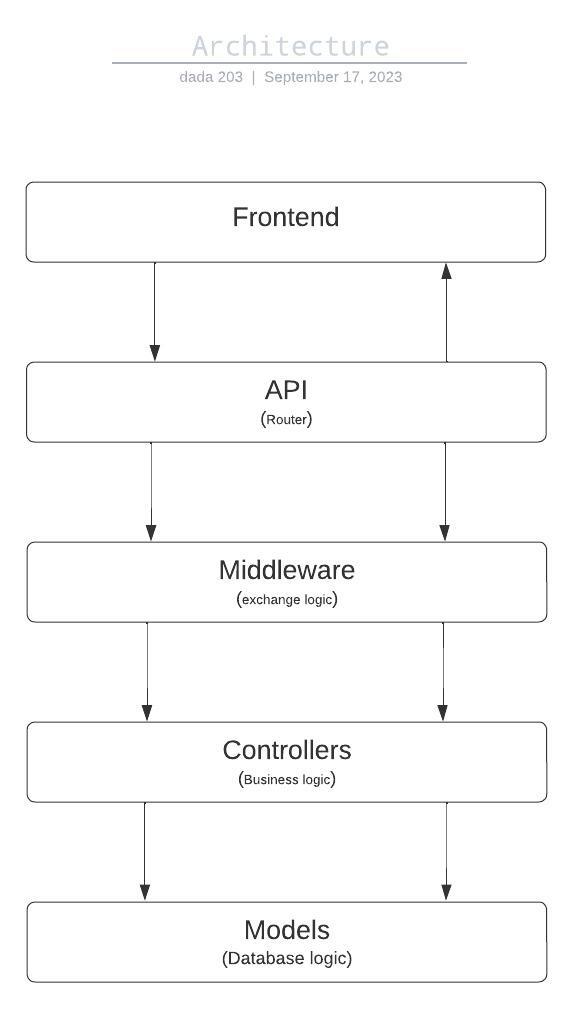 Architecture
dada 203 | September 17, 2023
Frontend
API
(Router)
Middleware
(exchange logic)
Controllers
(Business logic)
Models
(Database logic)